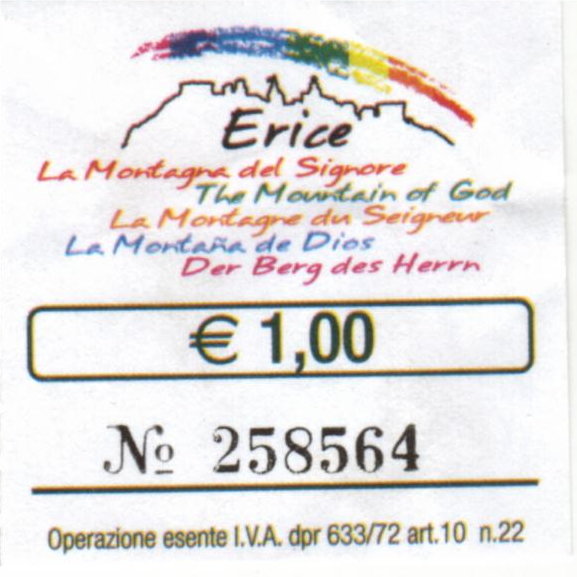 Erice
La Montagna del Signore
The Mountain of God
La Montagne du Seigneur
La Montaña de Dios
Der Berg des Herrn
€ 1,00
№ 258564
Operazione esente I.V.A. dpr 633/72 art.10 n.22